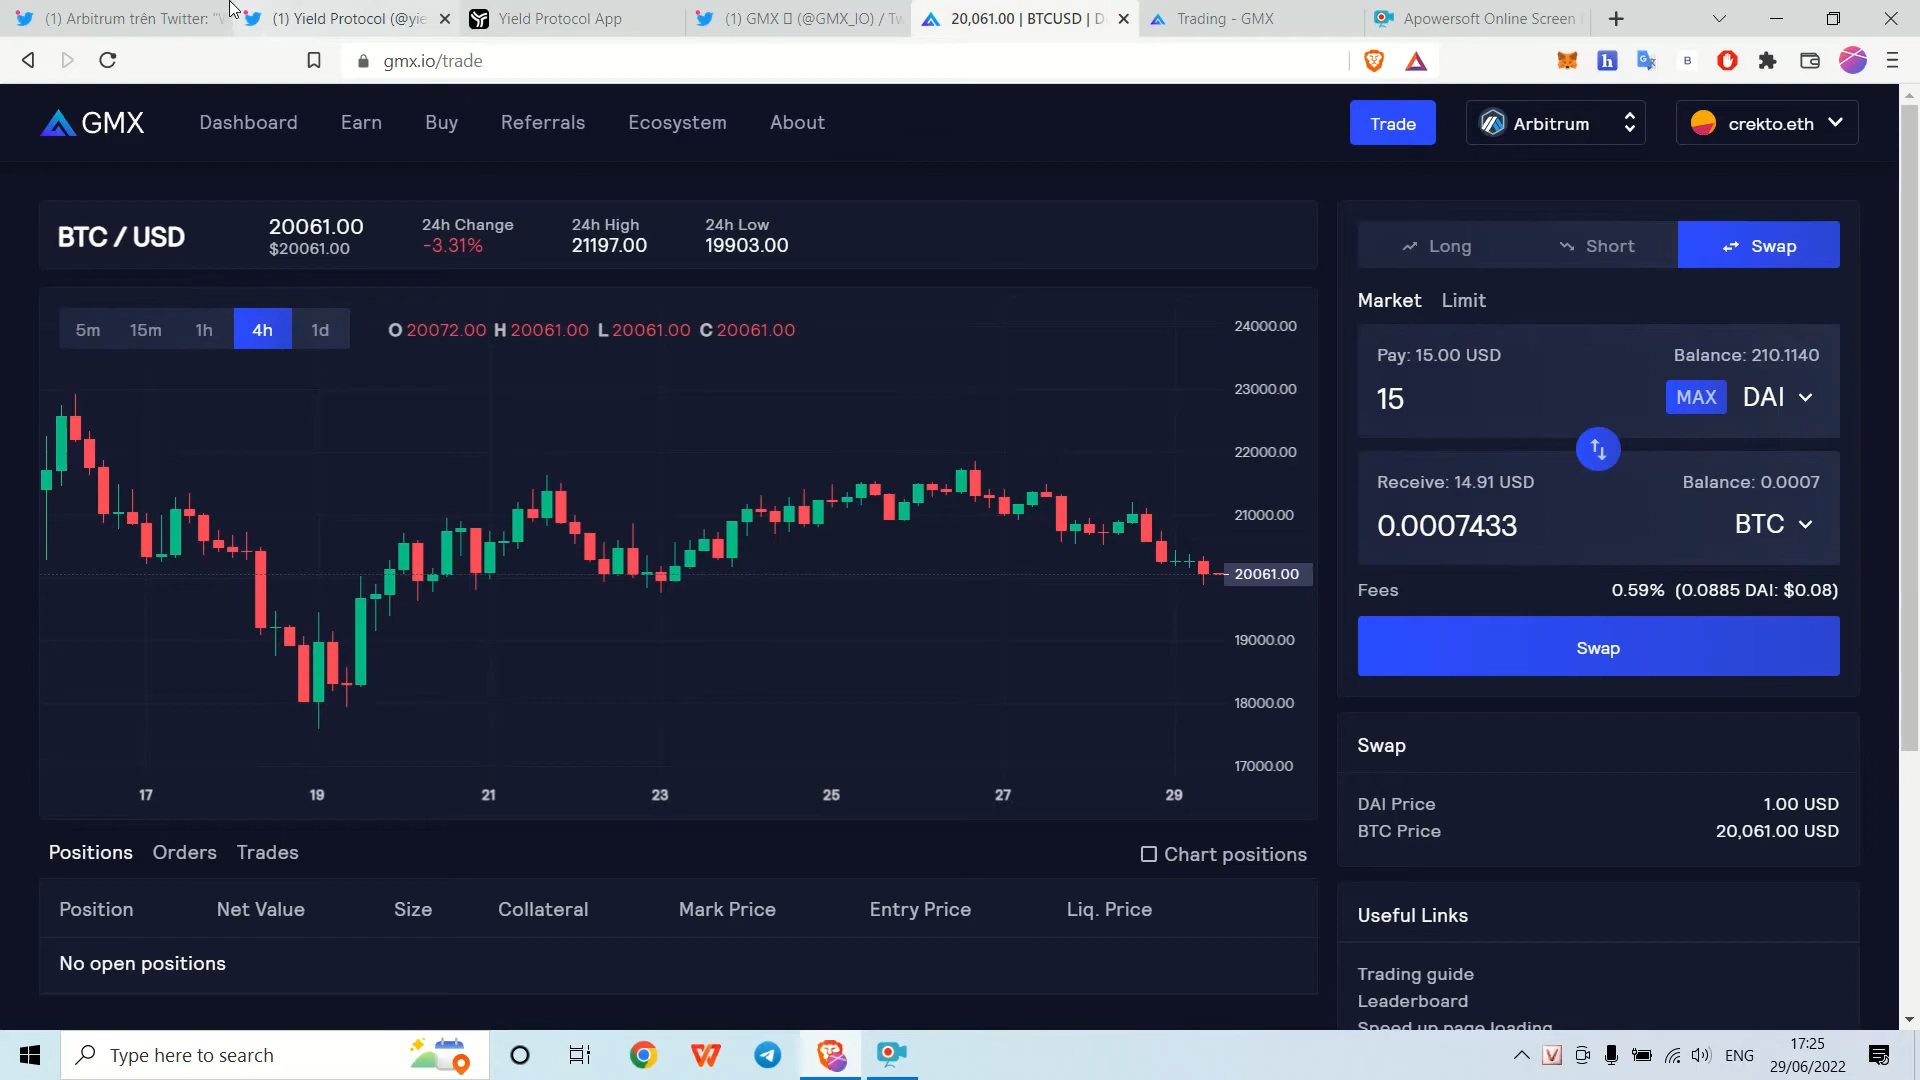 (1) Arbitrum trên Twitter: "
(1) Yield Protocol (@yie
Yield Protocol App
(1) GMX (@GMX_IO) / Tw
20,061.00 | BTCUSD | D
Trading - GMX
Apowersoft Online Screen
gmx.io/trade
GMX
Dashboard
Earn
Buy
Referrals
Ecosystem
About
Trade
Arbitrum
crekto.eth
BTC / USD
20061.00
$20061.00
24h Change
-3.31%
24h High
21197.00
24h Low
19903.00
Long
Short
Swap
Market
Limit
5m
15m
1h
4h
1d
O 20072.00 H 20061.00 L 20061.00 C 20061.00
Pay: 15.00 USD
Balance: 210.1140
15
MAX
DAI
Receive: 14.91 USD
Balance: 0.0007
0.0007433
BTC
Fees
0.59% (0.0885 DAI: $0.08)
Swap
24000.00
23000.00
22000.00
21000.00
20061.00
19000.00
18000.00
17000.00
17
19
21
23
25
27
29
Swap
DAI Price
1.00 USD
BTC Price
20,061.00 USD
Positions
Orders
Trades
Chart positions
Position
Net Value
Size
Collateral
Mark Price
Entry Price
Liq. Price
No open positions
Useful Links
Trading guide
Leaderboard
Speed up page loading
Type here to search
ENG
17:25
29/06/2022